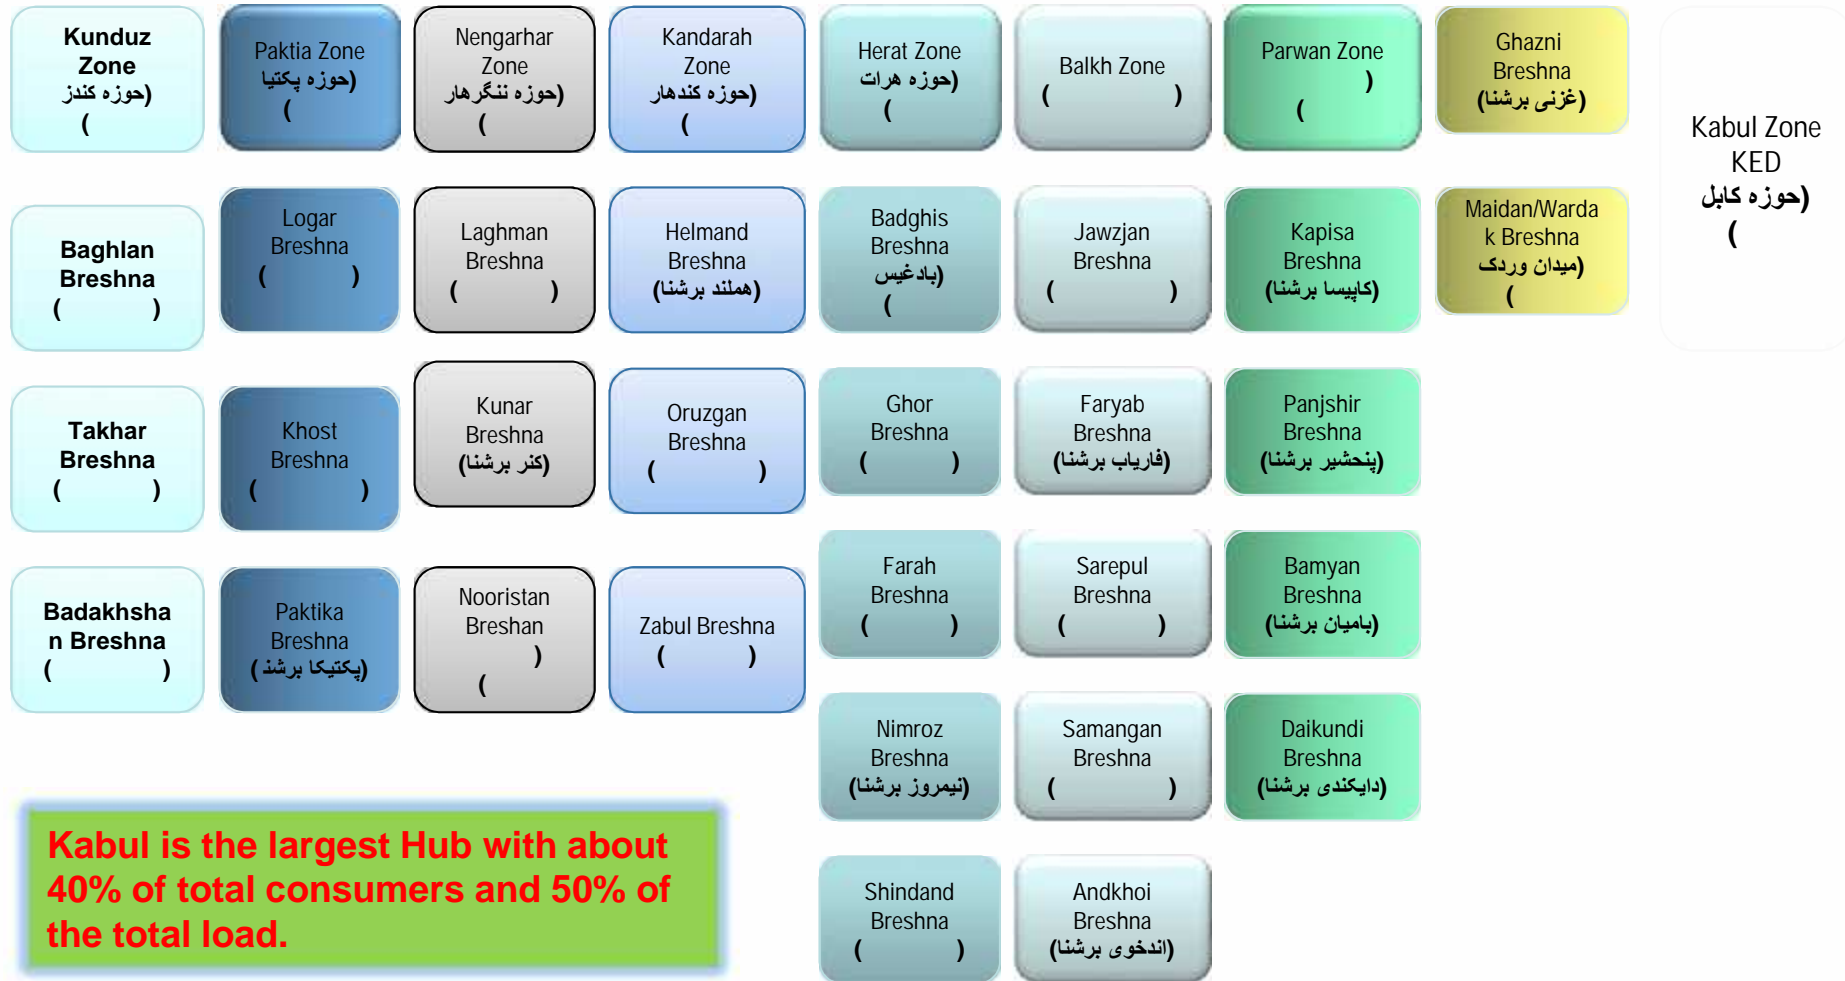 Kunduz
Zone
(حوزه کندز
)
Paktia Zone
(حوزه پکتیا
)
Nengarhar
Zone
(حوزه ننگرهار
)
Kandarah
Zone
(حوزه کندهار
)
Herat Zone
(حوزه هرات
)
Balkh Zone
( )
Parwan Zone
(
)
Ghazni
Breshna
(غزنی برشنا)
Kabul Zone
KED
(حوزه کابل
)
Baghlan
Breshna
( )
Logar
Breshna
( )
Laghman
Breshna
( )
Helmand
Breshna
(هملند برشنا)
Badghis
Breshna
(بادغیس
)
Jawzjan
Breshna
( )
Kapisa
Breshna
(کاپیسا برشنا)
Maidan/Warda
k Breshna
(میدان وردک
)
Takhar
Breshna
( )
Khost
Breshna
( )
Kunar
Breshna
(کنر برشنا)
Oruzgan
Breshna
( )
Ghor
Breshna
( )
Faryab
Breshna
(فاریاب برشنا)
Panjshir
Breshna
(پنحشیر برشنا)
Badakhsha
n Breshna
( )
Paktika
Breshna
(پکتیکا برشذ)
Nooristan
Breshan
(
)
Zabul Breshna
( )
Farah
Breshna
( )
Sarepul
Breshna
( )
Bamyan
Breshna
(بامیان برشنا)
Nimroz
Breshna
(نیمروز برشنا)
Samangan
Breshna
( )
Daikundi
Breshna
(دایکندی برشنا)
Shindand
Breshna
( )
Andkhoi
Breshna
(اندخوی برشنا)
Kabul is the largest Hub with about
40% of total consumers and 50% of
the total load.